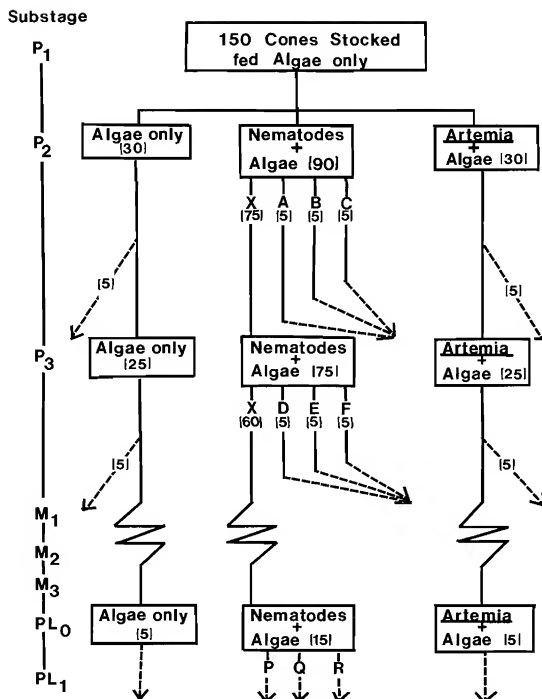 Substage
P1
150 Cones Stocked
fed Algae only
P2
Algae only
(30)
Nematodes
+
Algae (90)
Artemia
+
Algae (30)
X A B C
(75) (5) (5) (5)
(5)
(5)
P3
Algae only
(25)
Nematodes
+
Algae (75)
Artemia
+
Algae (25)
X D E F
(60) (5) (5) (5)
(5)
(5)
M1
M2
M3
PL0
Algae only
(5)
Nematodes
+
Algae (15)
Artemia
+
Algae (5)
P Q R
PL1